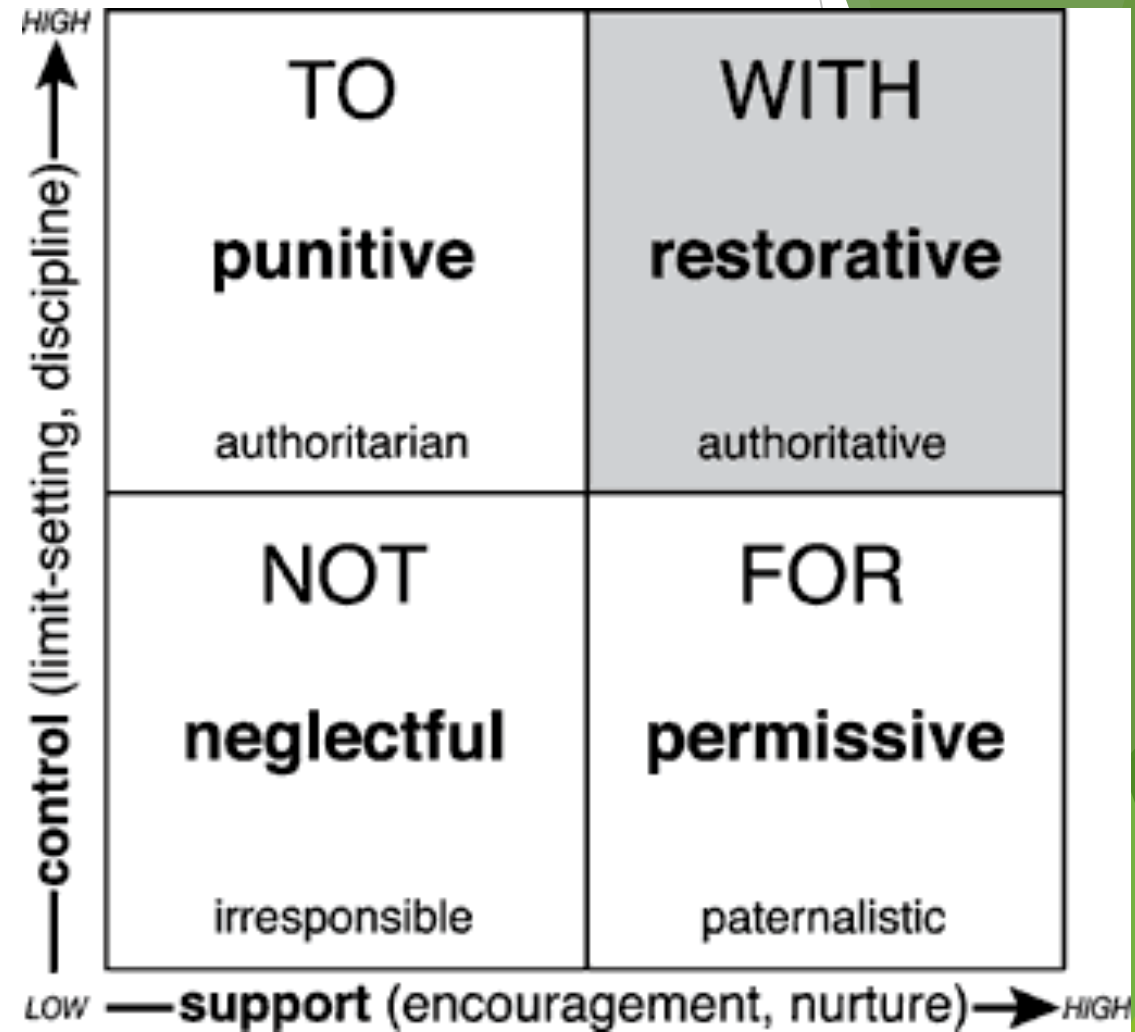 HIGH
control (limit-setting, discipline)
TO
punitive
authoritarian
WITH
restorative
authoritative
NOT
neglectful
irresponsible
FOR
permissive
paternalistic
LOW
support (encouragement, nurture)
HIGH